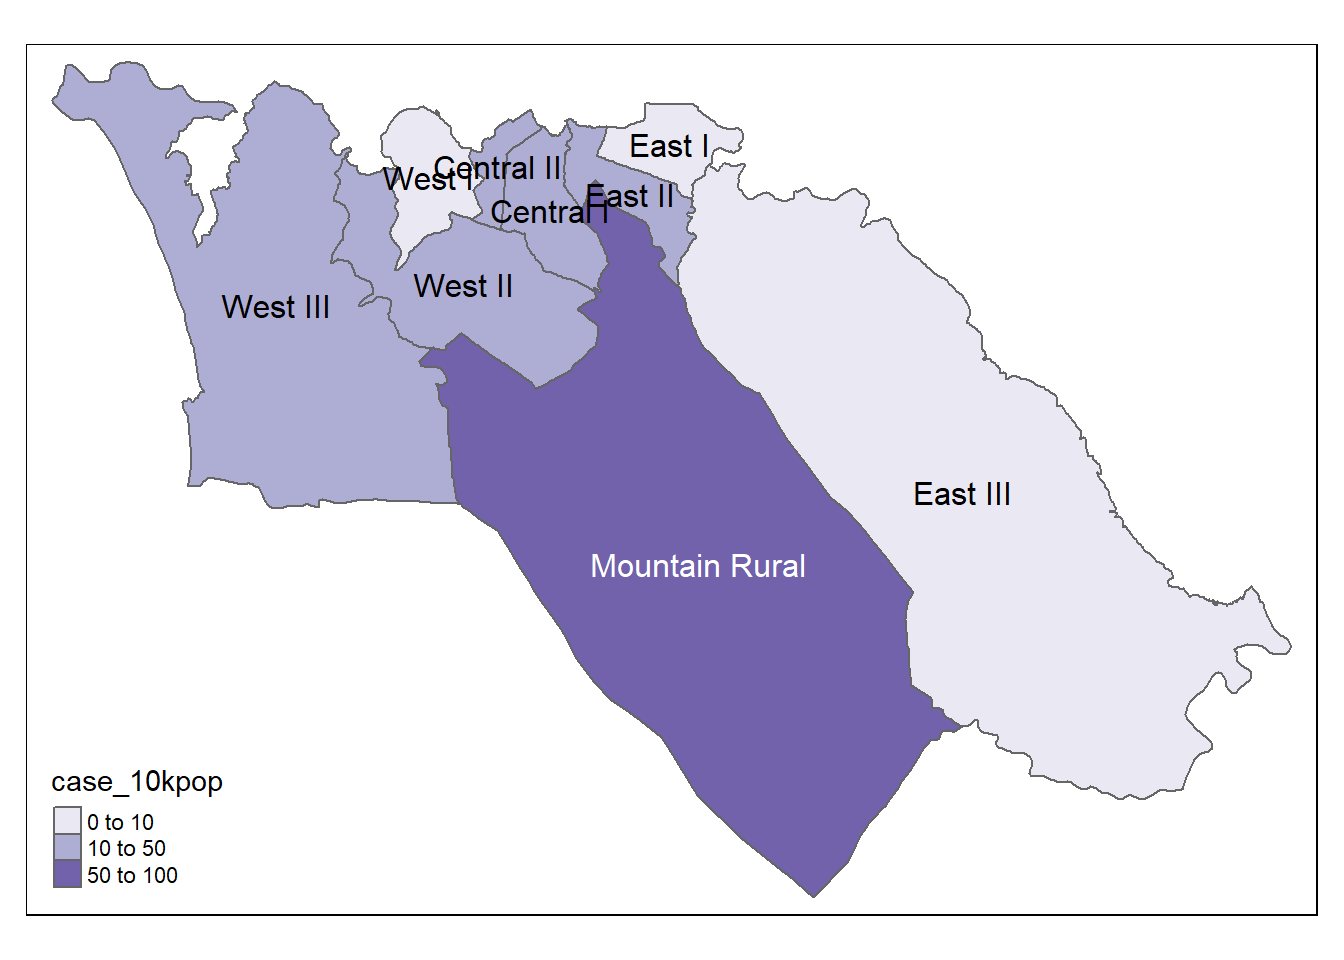 East I
Central II
West I
East II
Central I
West II
West III
East III
Mountain Rural
case_10kpop
0 to 10
10 to 50
50 to 100